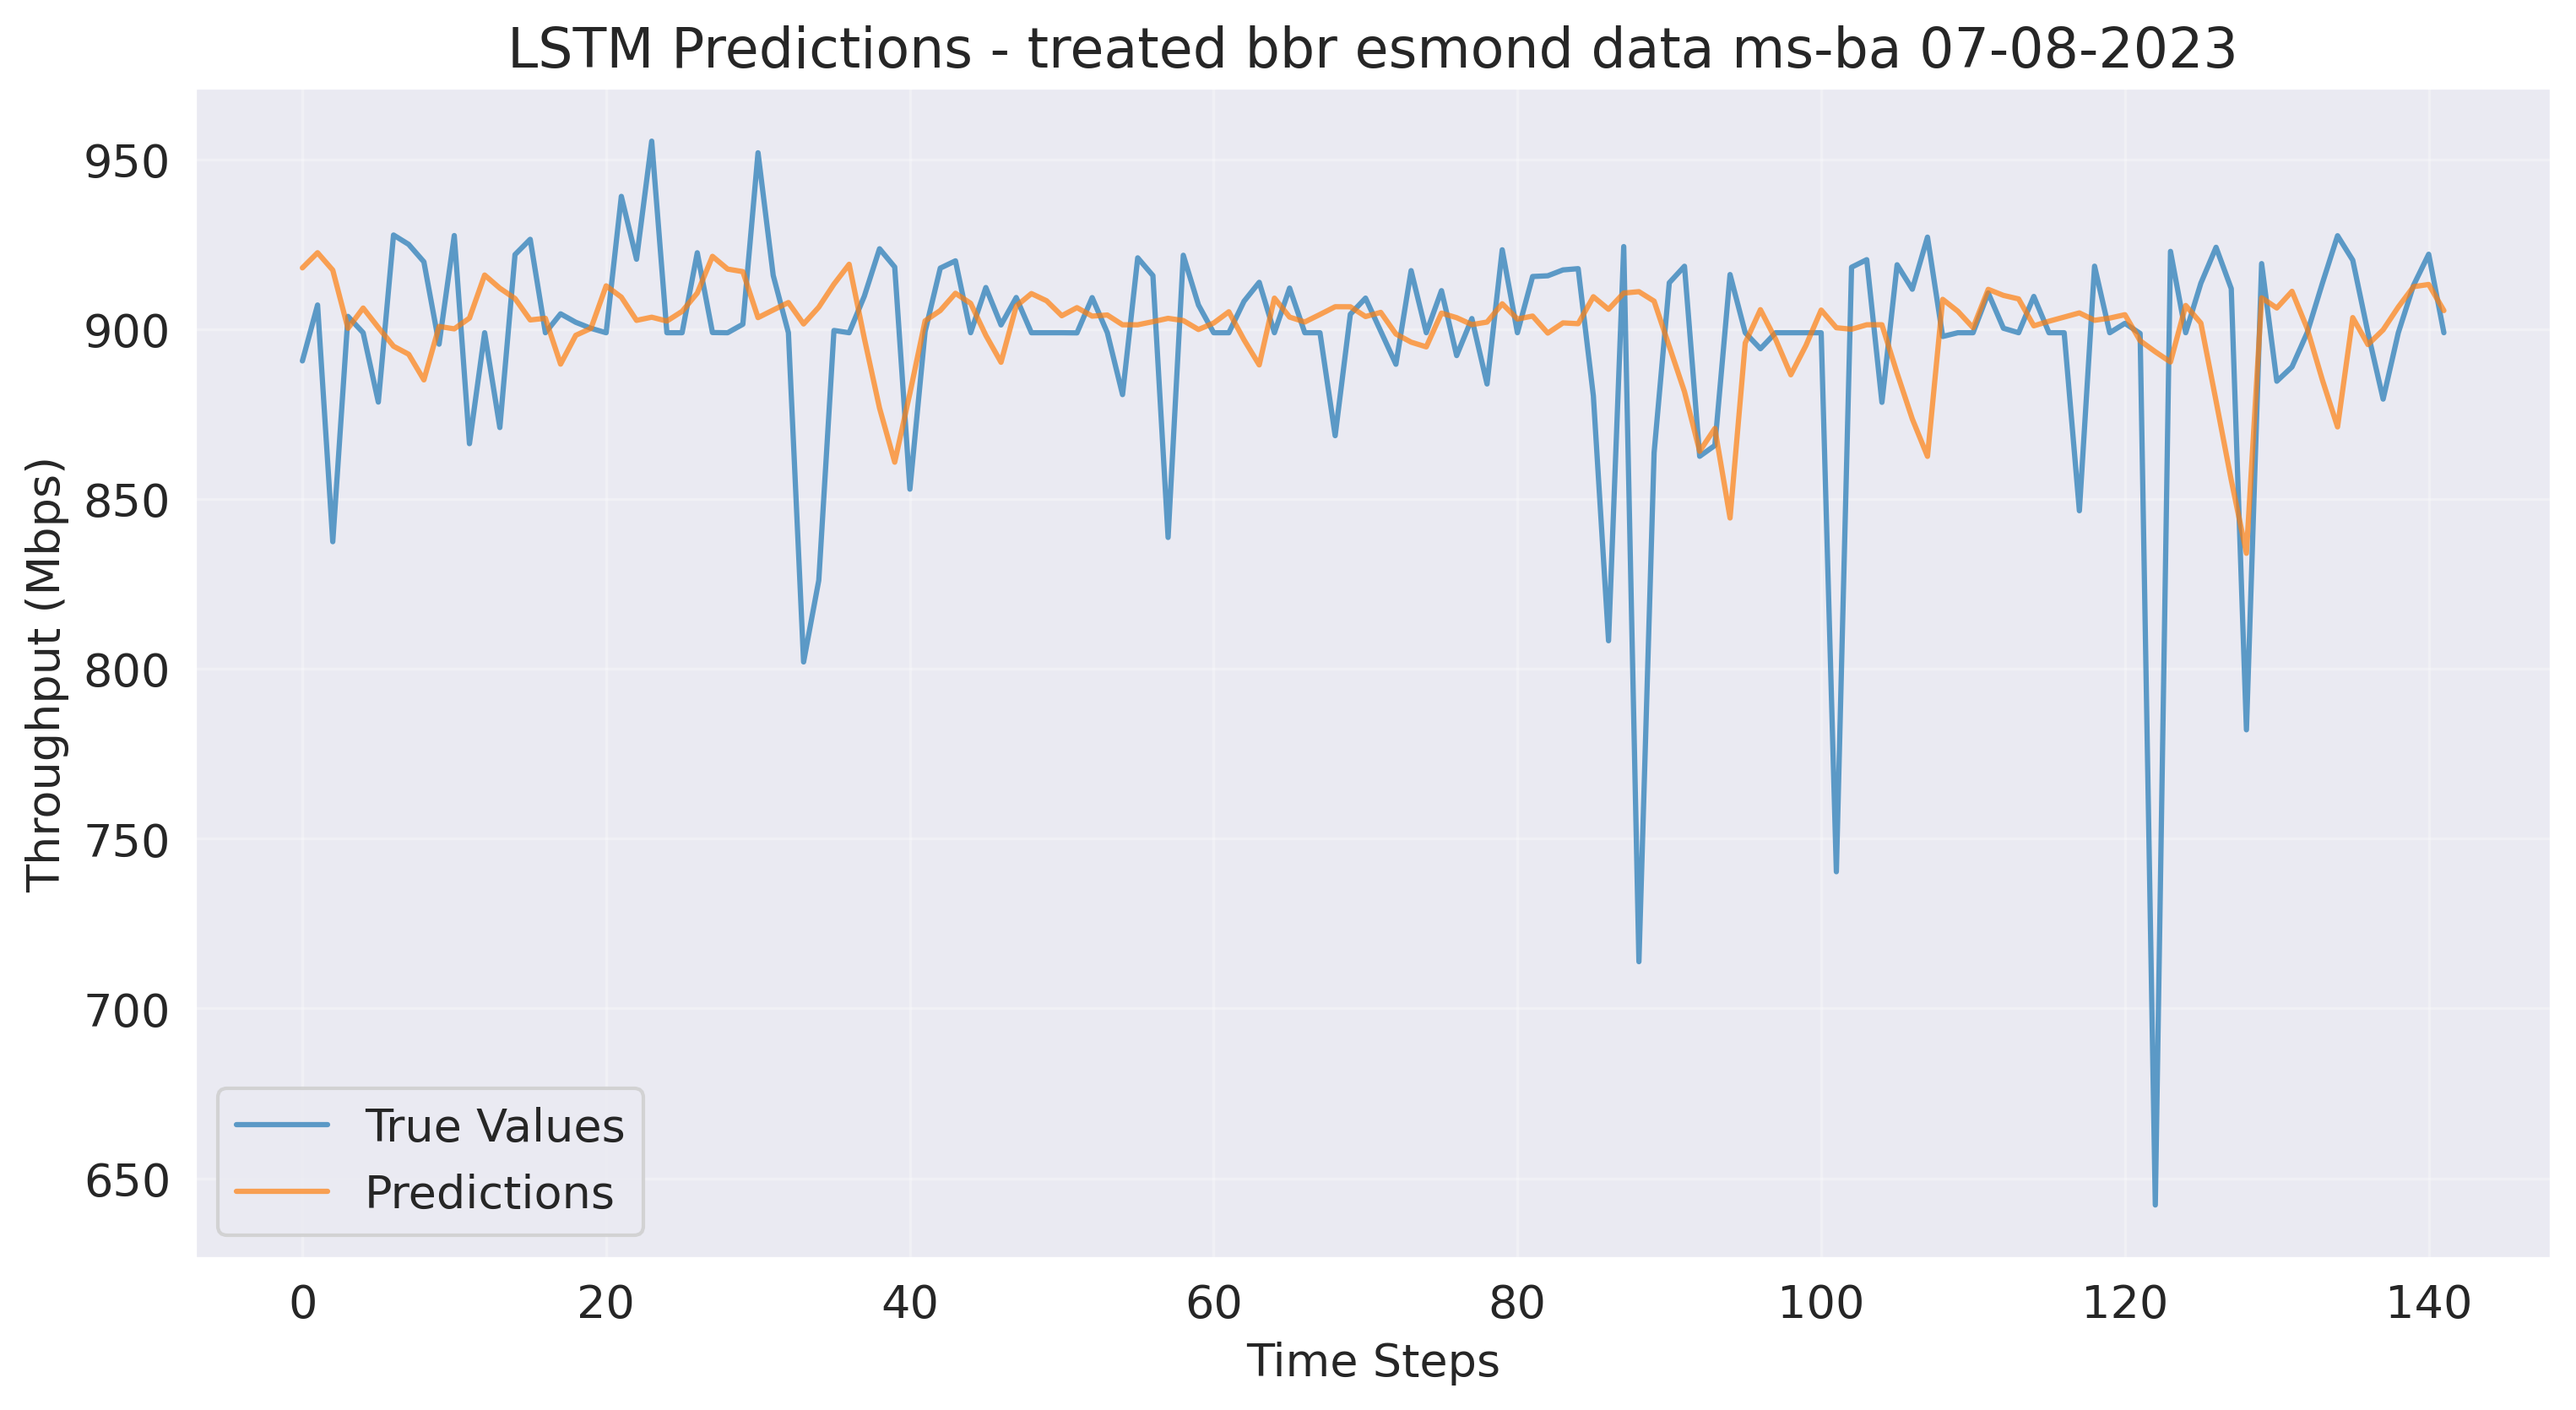 LSTM Predictions - treated bbr esmond data ms-ba 07-08-2023
950
900
850
800
750
700
650
Throughput (Mbps)
True Values
Predictions
0 20 40 60 80 100 120 140
Time Steps